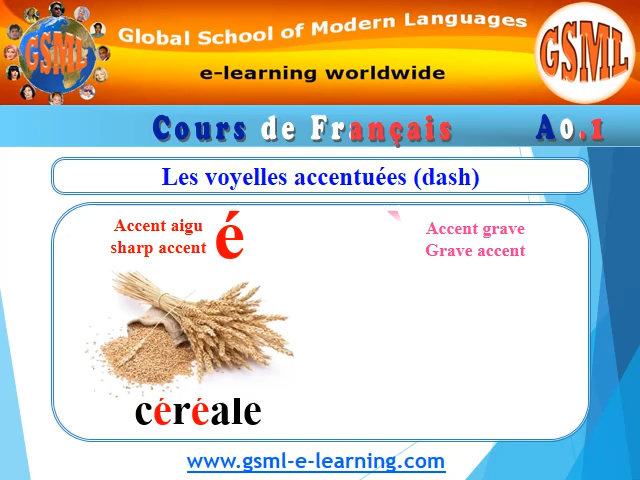 GSML
Global School of Modern Languages
e-learning worldwide
GSML
Cours de Français
A0.1
Les voyelles accentuées (dash)
Accent aigu
sharp accent
é
`
Accent grave
Grave accent
céréale
www.gsml-e-learning.com